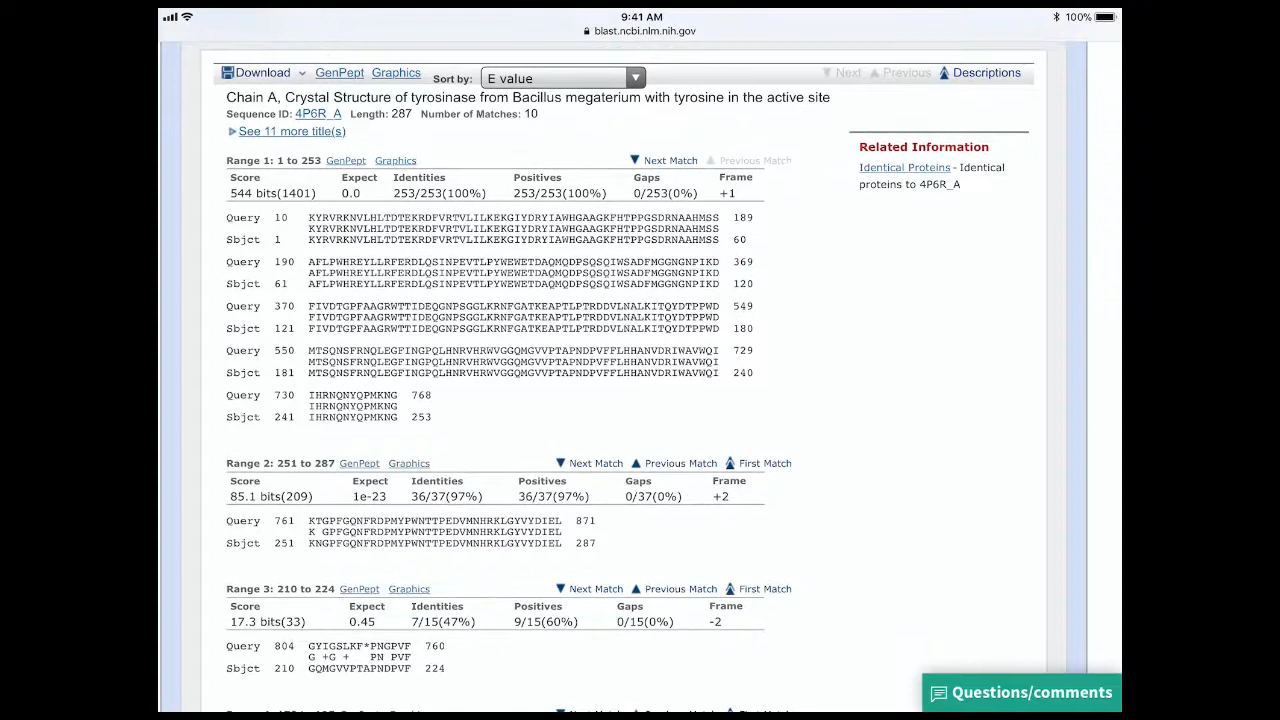 9:41 AM
100%
blast.ncbi.nlm.nih.gov
Download GenPept Graphics Sort by: E value Next Previous Descriptions
Chain A, Crystal Structure of tyrosinase from Bacillus megaterium with tyrosine in the active site
Sequence ID: 4P6R_A Length: 287 Number of Matches: 10
See 11 more title(s)
Related Information
Identical Proteins - Identical
proteins to 4P6R_A
Range 1: 1 to 253 GenPept Graphics Next Match Previous Match
Score Expect Identities Positives Gaps Frame
544 bits(1401) 0.0 253/253(100%) 253/253(100%) 0/253(0%) +1
Query 10 KYRVRKNVLHLTDTEKRDFVRTVLILKEKGIYDRYIAWHGAAGKFHTPPGSDRNAAHMSS 189
KYRVRKNVLHLTDTEKRDFVRTVLILKEKGIYDRYIAWHGAAGKFHTPPGSDRNAAHMSS
Sbjct 1 KYRVRKNVLHLTDTEKRDFVRTVLILKEKGIYDRYIAWHGAAGKFHTPPGSDRNAAHMSS 60
Query 190 AFLPWHREYLLRFERDLQSINPEVTLPYWEWETDAQMQDPSQSQIWSADFMGGNGNPIKD 369
AFLPWHREYLLRFERDLQSINPEVTLPYWEWETDAQMQDPSQSQIWSADFMGGNGNPIKD
Sbjct 61 AFLPWHREYLLRFERDLQSINPEVTLPYWEWETDAQMQDPSQSQIWSADFMGGNGNPIKD 120
Query 370 FIVDTGPFAAGRWTTIDEQGNPSGGLKRNFGATKEAPTLPTRDDVLNALKITQYDTPPWD 549
FIVDTGPFAAGRWTTIDEQGNPSGGLKRNFGATKEAPTLPTRDDVLNALKITQYDTPPWD
Sbjct 121 FIVDTGPFAAGRWTTIDEQGNPSGGLKRNFGATKEAPTLPTRDDVLNALKITQYDTPPWD 180
Query 550 MTSQNSFRNQLEGFINGPQLHNRVHRWVGGQMGVVPTAPNDPVFFLHHANVDRIWAVWQI 729
MTSQNSFRNQLEGFINGPQLHNRVHRWVGGQMGVVPTAPNDPVFFLHHANVDRIWAVWQI
Sbjct 181 MTSQNSFRNQLEGFINGPQLHNRVHRWVGGQMGVVPTAPNDPVFFLHHANVDRIWAVWQI 240
Query 730 IHRNQNYQPMKNG 768
IHRNQNYQPMKNG
Sbjct 241 IHRNQNYQPMKNG 253
Range 2: 251 to 287 GenPept Graphics Next Match Previous Match First Match
Score Expect Identities Positives Gaps Frame
85.1 bits(209) 1e-23 36/37(97%) 36/37(97%) 0/37(0%) +2
Query 761 KTGPFGQNFRDPMYPWNTTPEDVMNHRKLGYVYDIEL 871
K GPFGQNFRDPMYPWNTTPEDVMNHRKLGYVYDIEL
Sbjct 251 KNGPFGQNFRDPMYPWNTTPEDVMNHRKLGYVYDIEL 287
Range 3: 210 to 224 GenPept Graphics Next Match Previous Match First Match
Score Expect Identities Positives Gaps Frame
17.3 bits(33) 0.45 7/15(47%) 9/15(60%) 0/15(0%) -2
Query 804 GYIGSLKF*PNGPVF 760
G +G + PN PVF
Sbjct 210 GQMGVVPTAPNDPVF 224
Questions/comments